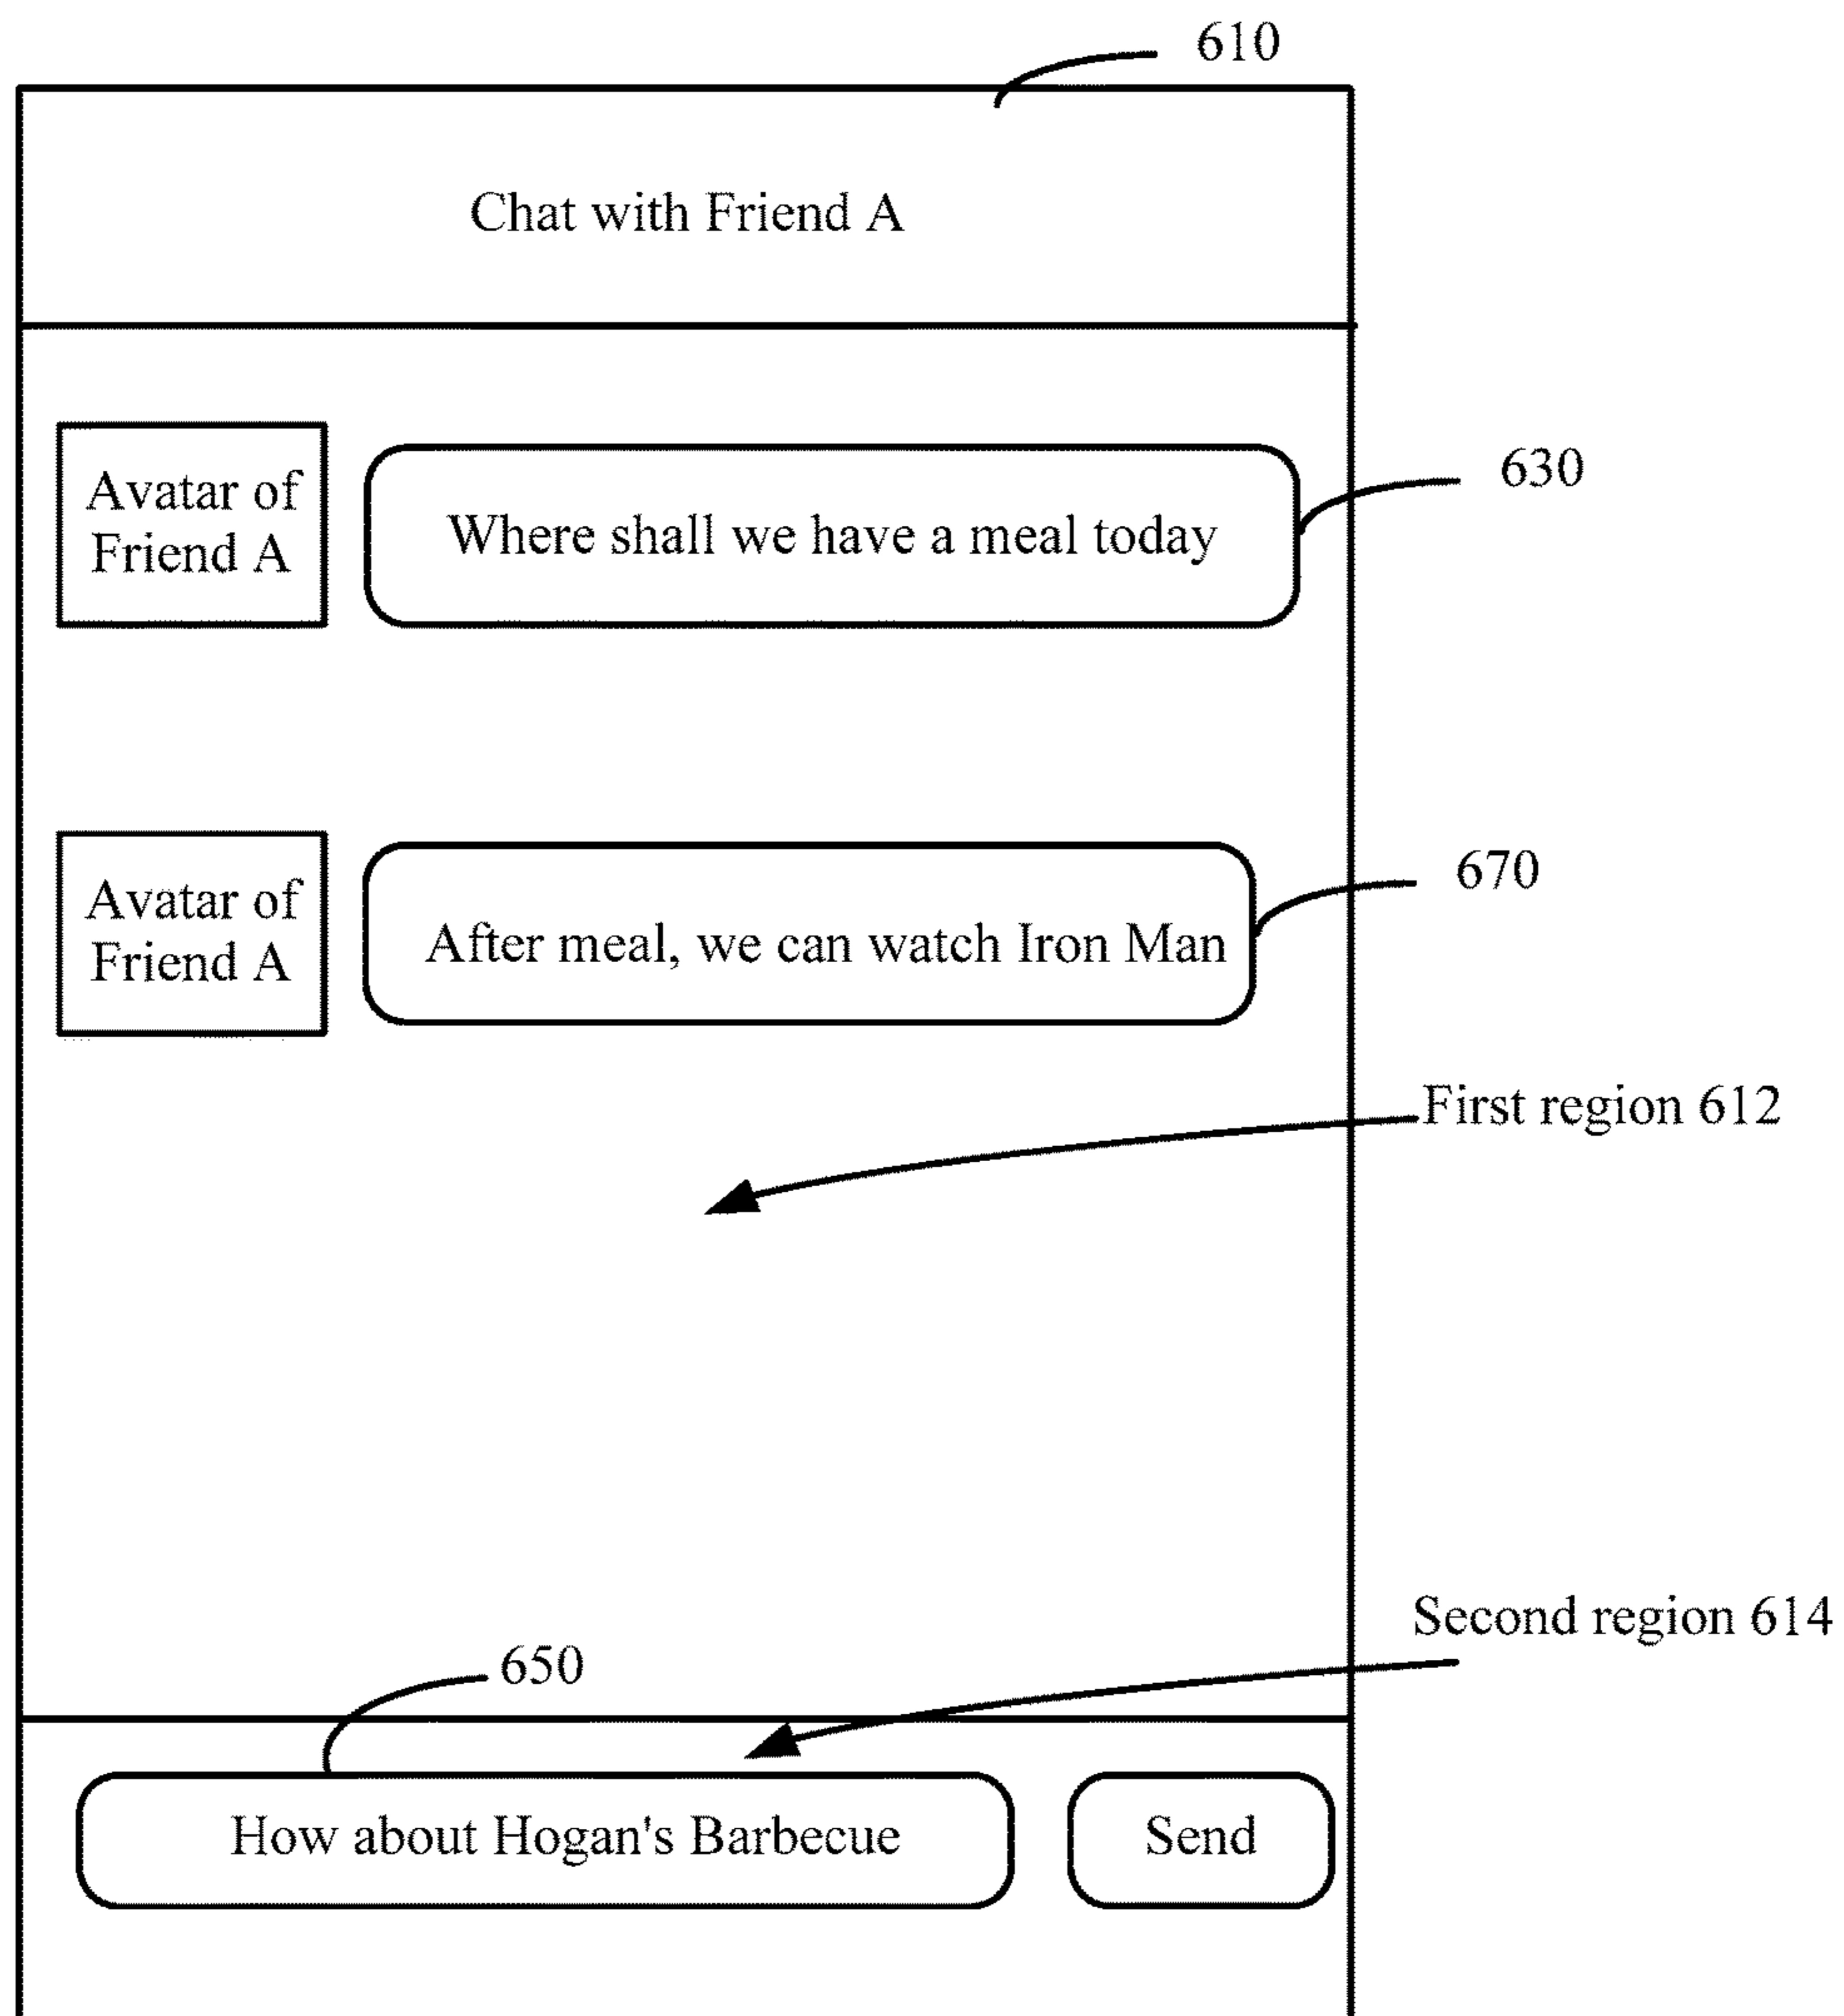 610
Chat with Friend A
Avatar of
Friend A
Where shall we have a meal today
630
Avatar of
Friend A
After meal, we can watch Iron Man
670
First region 612
Second region 614
650
How about Hogan's Barbecue
Send